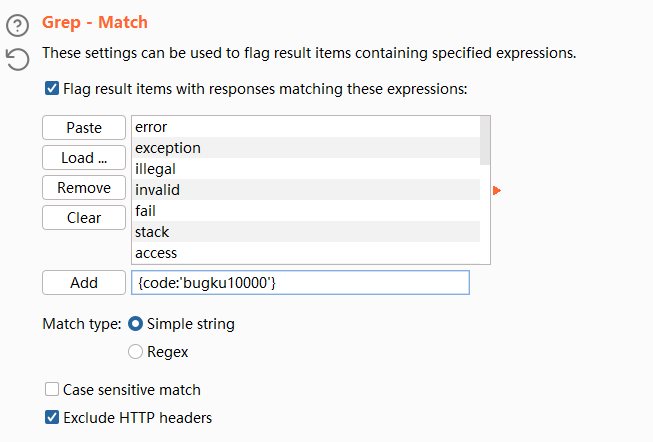 Grep - Match
These settings can be used to flag result items containing specified expressions.
Flag result items with responses matching these expressions:
Paste
Load ...
Remove
Clear
error
exception
illegal
invalid
fail
stack
access
Add
{code:'bugku10000'}
Match type:
Simple string
Regex
Case sensitive match
Exclude HTTP headers